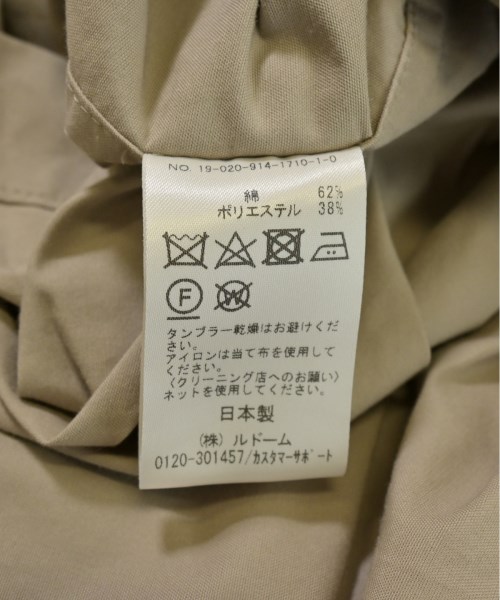 NO. 19-020-914-1710-1-0
綿 62%
ポリエステル 38%
F W
タンブラー乾燥はお避けくだ
さい。
アイロンは当て布を使用して
ください。
〈クリーニング店へのお願い〉
ネットを使用してください。
日本製
(株) ルドーム
0120-301457/カスタマーサポート